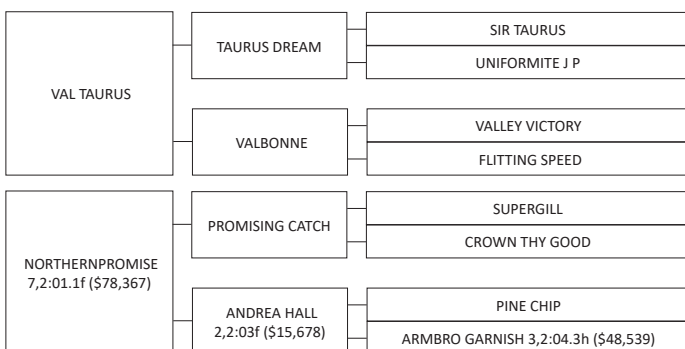 VAL TAURUS
TAURUS DREAM
SIR TAURUS
UNIFORMITE J P
VALBONNE
VALLEY VICTORY
FLITTING SPEED
NORTHERNPROMISE
7,2:01.1f ($78,367)
PROMISING CATCH
SUPERGILL
CROWN THY GOOD
ANDREA HALL
2,2:03f ($15,678)
PINE CHIP
ARMBRO GARNISH 3,2:04.3h ($48,539)